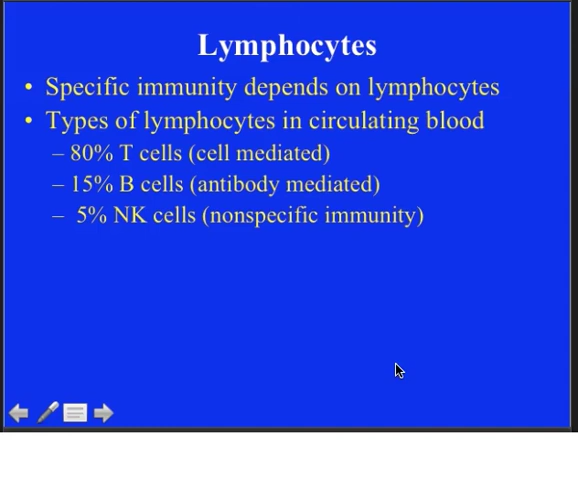 Lymphocytes
• Specific immunity depends on lymphocytes
• Types of lymphocytes in circulating blood
– 80% T cells (cell mediated)
– 15% B cells (antibody mediated)
– 5% NK cells (nonspecific immunity)